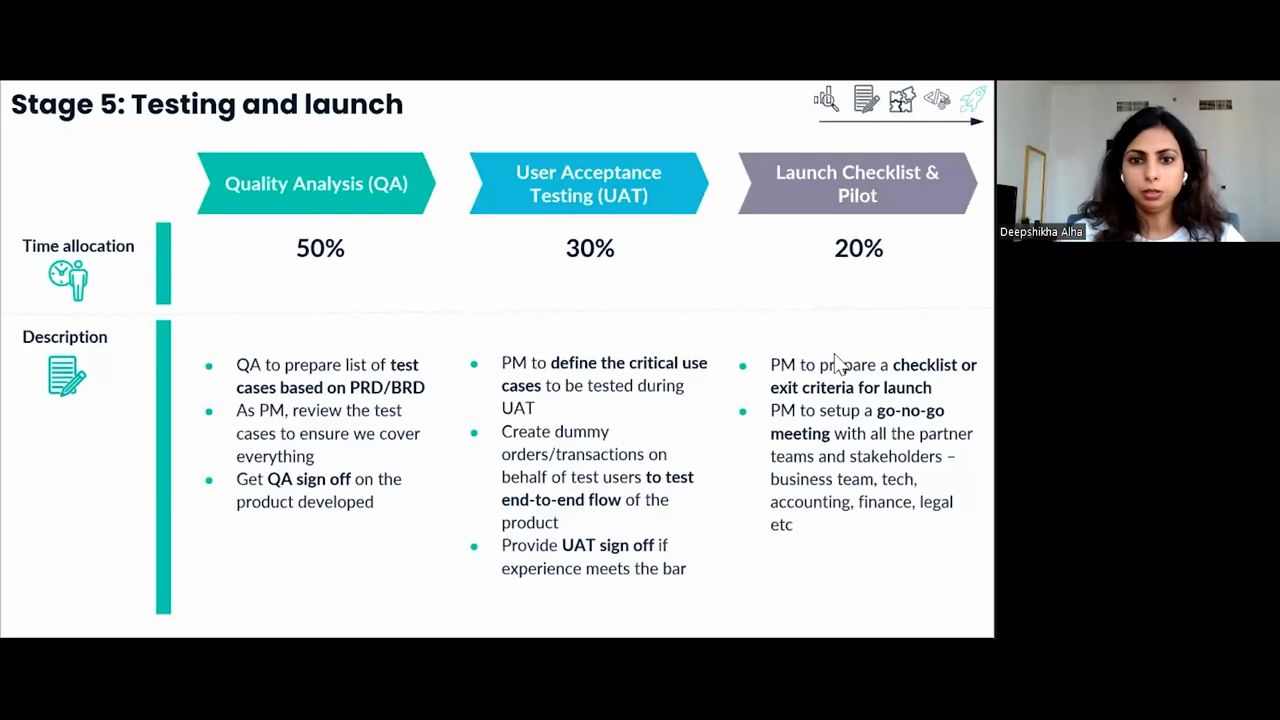 Stage 5: Testing and launch
Quality Analysis (QA)
User Acceptance
Testing (UAT)
Launch Checklist &
Pilot
Time allocation
50%
30%
20%
Description
QA to prepare list of test
cases based on PRD/BRD
As PM, review the test
cases to ensure we cover
everything
Get QA sign off on the
product developed
PM to define the critical use
cases to be tested during
UAT
Create dummy
orders/transactions on
behalf of test users to test
end-to-end flow of the
product
Provide UAT sign off if
experience meets the bar
PM to prepare a checklist or
exit criteria for launch
PM to setup a go-no-go
meeting with all the partner
teams and stakeholders –
business team, tech,
accounting, finance, legal
etc
Deepshikha Alha